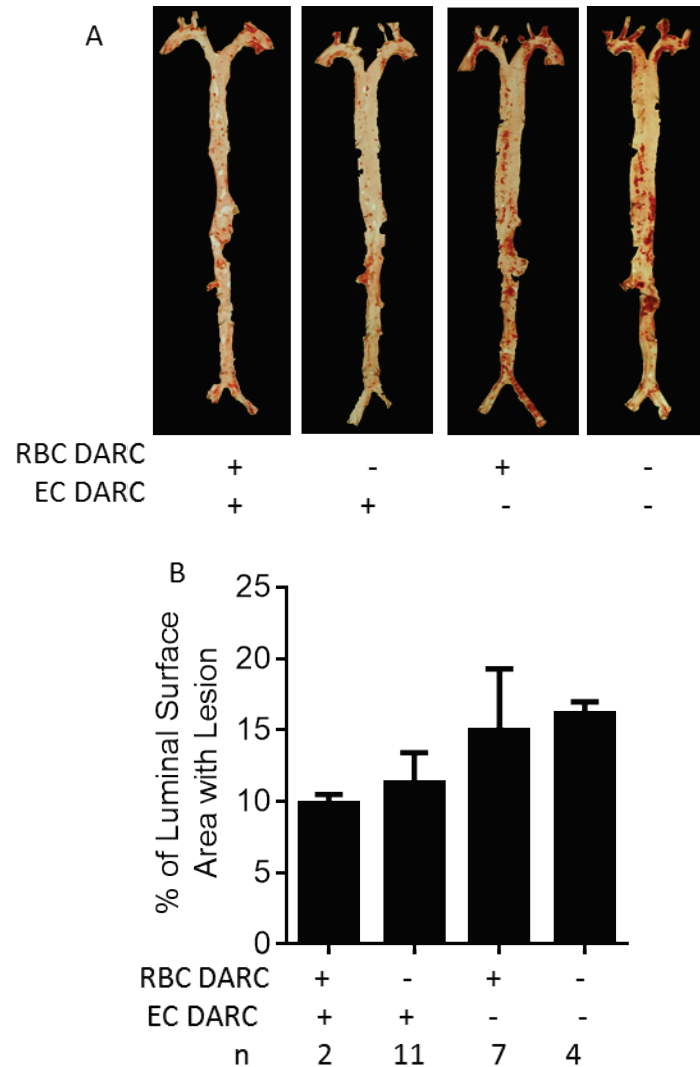 A
RBC DARC + - + -
EC DARC + + - -
B
% of Luminal Surface
Area with Lesion
25
20
15
10
5
0
RBC DARC + - + -
EC DARC + + - -
n 2 11 7 4